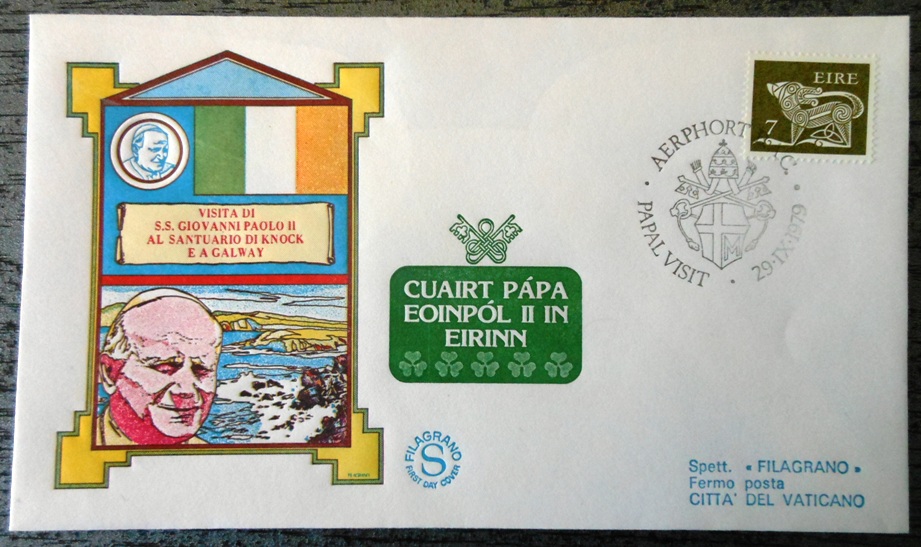 VISITA DI
S.S. GIOVANNI PAOLO II
AL SANTUARIO DI KNOCK
E A GALWAY
CUAIRT PÁPA
EOINPÓL II IN
EIRINN
FILAGRANO
S
FIRST DAY COVER
EIRE
7
AERPHORT
PAPAL VISIT
29·IX·1979
M
Spett. « FILAGRANO »
Fermo posta
CITTA' DEL VATICANO